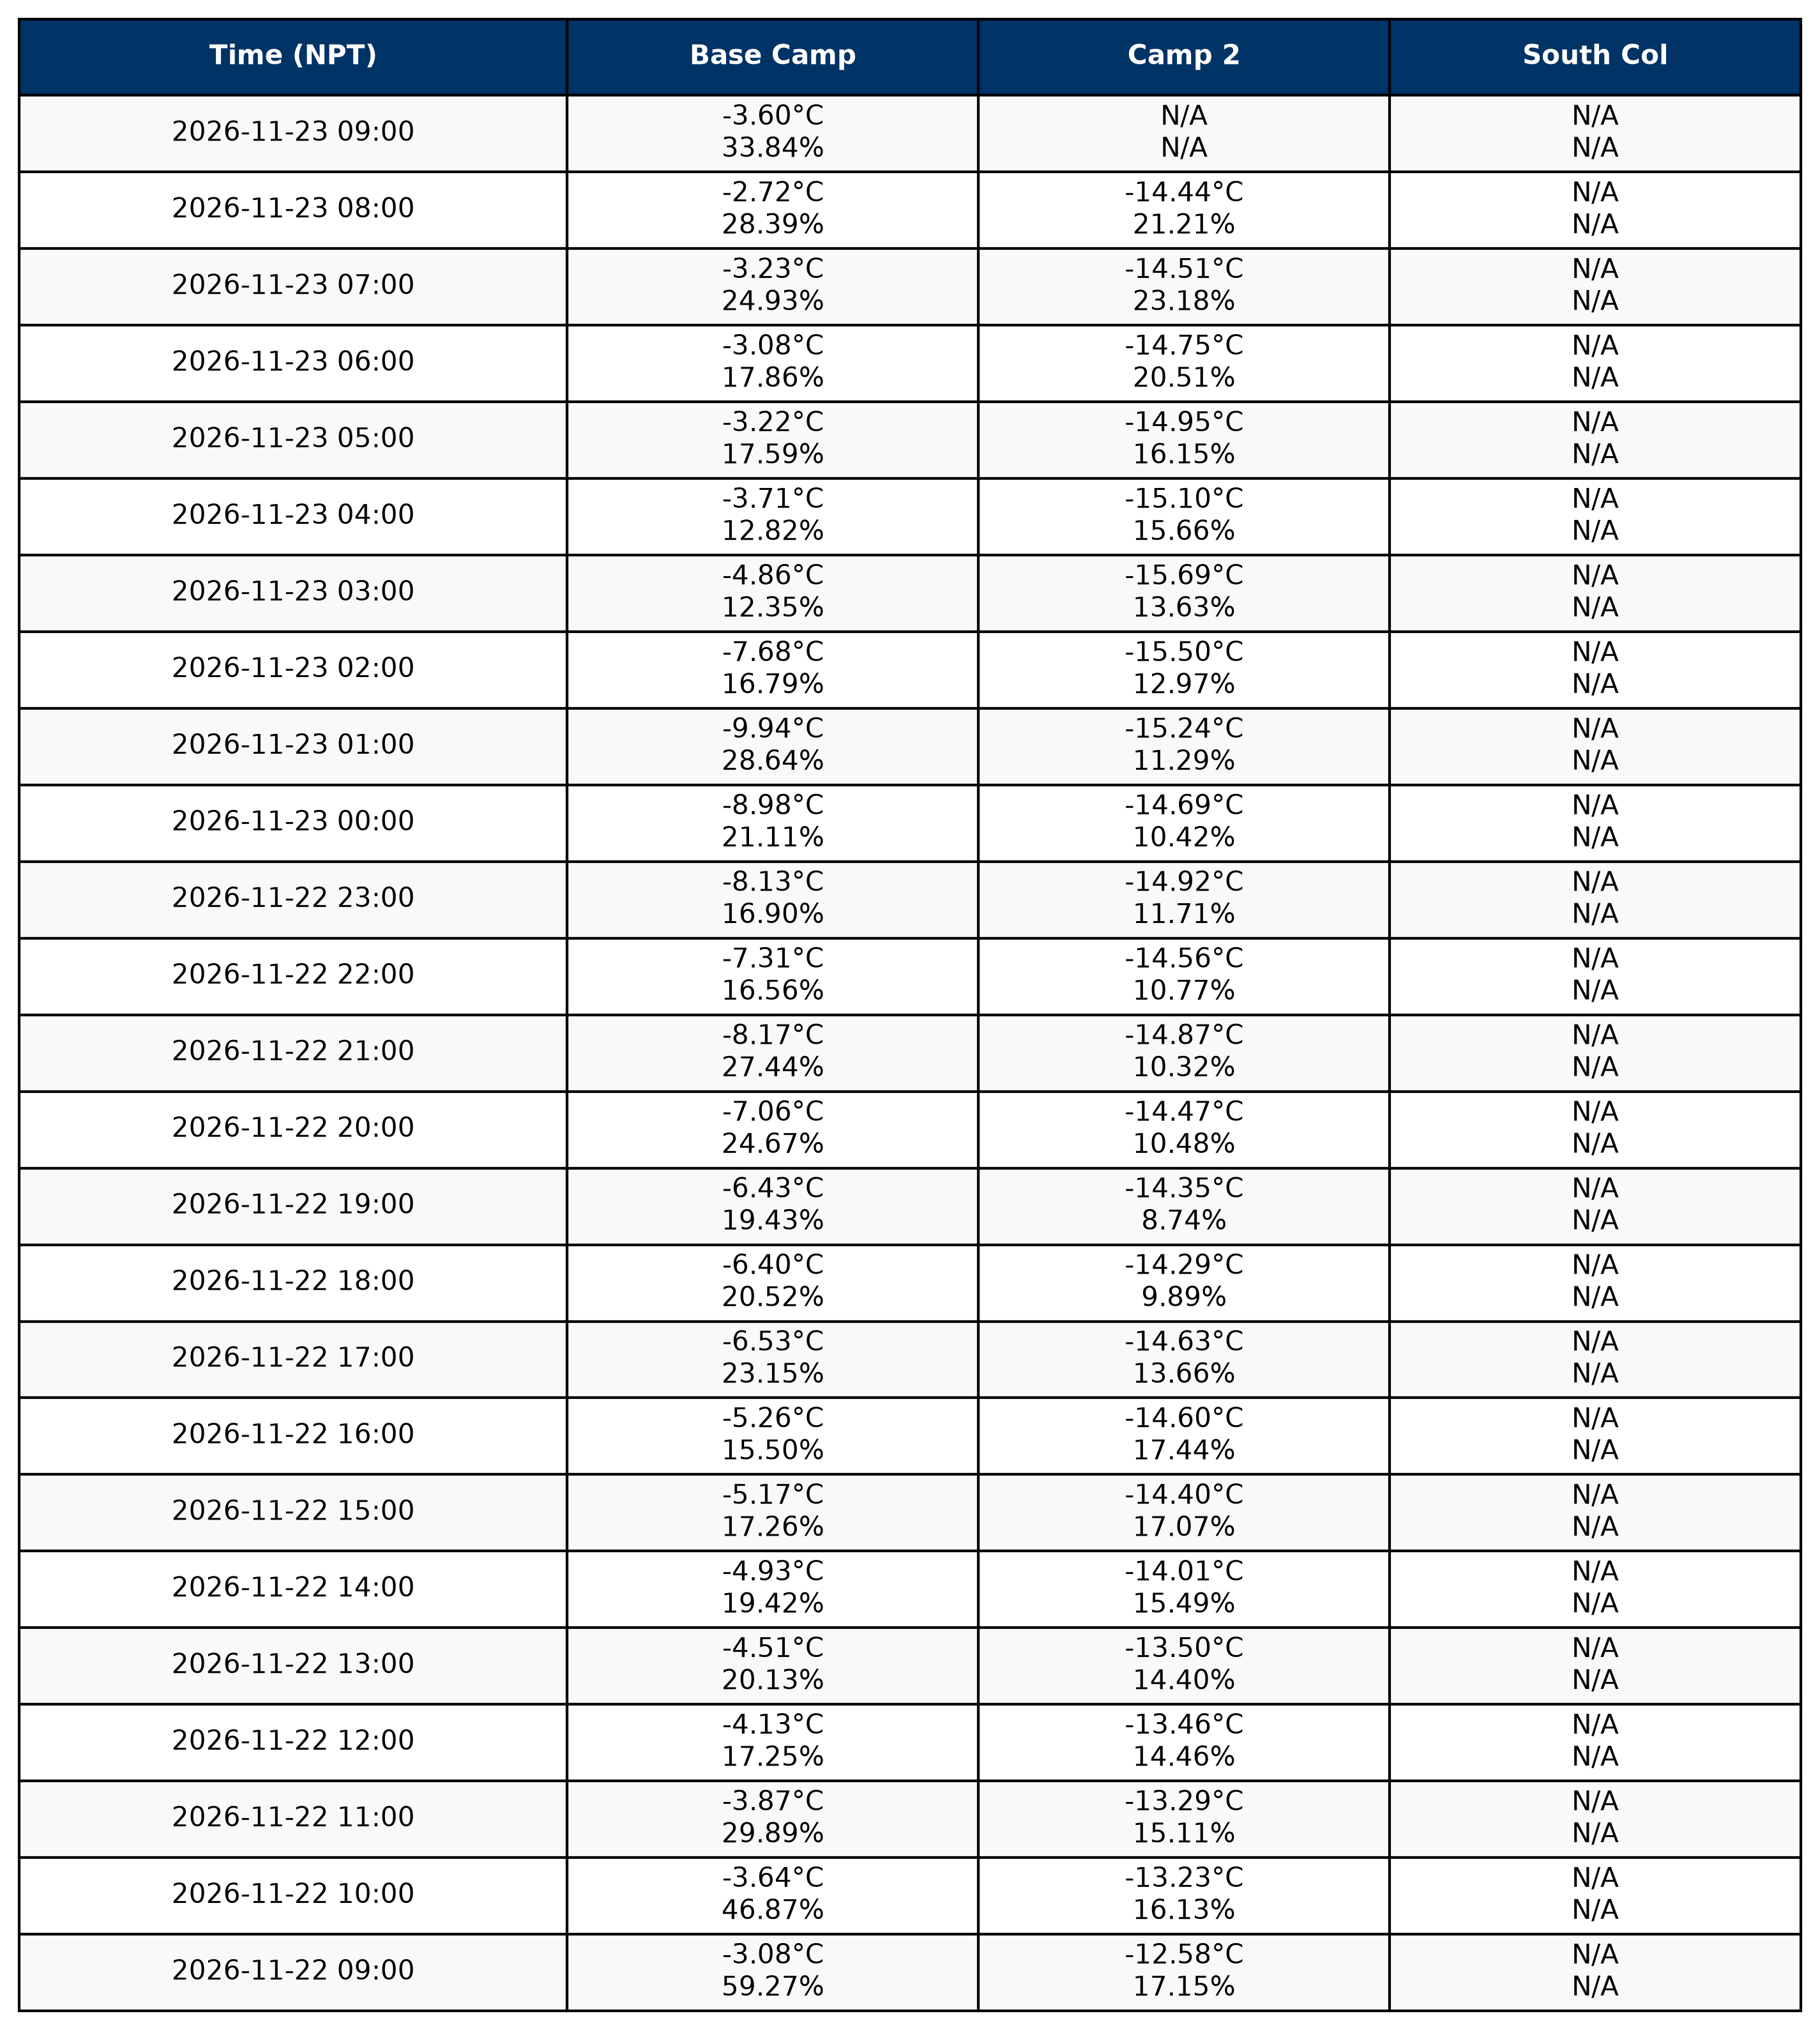 Time (NPT) Base Camp Camp 2 South Col
2026-11-23 09:00 -3.60°C N/A N/A
33.84% N/A N/A
2026-11-23 08:00 -2.72°C -14.44°C N/A
28.39% 21.21% N/A
2026-11-23 07:00 -3.23°C -14.51°C N/A
24.93% 23.18% N/A
2026-11-23 06:00 -3.08°C -14.75°C N/A
17.86% 20.51% N/A
2026-11-23 05:00 -3.22°C -14.95°C N/A
17.59% 16.15% N/A
2026-11-23 04:00 -3.71°C -15.10°C N/A
12.82% 15.66% N/A
2026-11-23 03:00 -4.86°C -15.69°C N/A
12.35% 13.63% N/A
2026-11-23 02:00 -7.68°C -15.50°C N/A
16.79% 12.97% N/A
2026-11-23 01:00 -9.94°C -15.24°C N/A
28.64% 11.29% N/A
2026-11-23 00:00 -8.98°C -14.69°C N/A
21.11% 10.42% N/A
2026-11-22 23:00 -8.13°C -14.92°C N/A
16.90% 11.71% N/A
2026-11-22 22:00 -7.31°C -14.56°C N/A
16.56% 10.77% N/A
2026-11-22 21:00 -8.17°C -14.87°C N/A
27.44% 10.32% N/A
2026-11-22 20:00 -7.06°C -14.47°C N/A
24.67% 10.48% N/A
2026-11-22 19:00 -6.43°C -14.35°C N/A
19.43% 8.74% N/A
2026-11-22 18:00 -6.40°C -14.29°C N/A
20.52% 9.89% N/A
2026-11-22 17:00 -6.53°C -14.63°C N/A
23.15% 13.66% N/A
2026-11-22 16:00 -5.26°C -14.60°C N/A
15.50% 17.44% N/A
2026-11-22 15:00 -5.17°C -14.40°C N/A
17.26% 17.07% N/A
2026-11-22 14:00 -4.93°C -14.01°C N/A
19.42% 15.49% N/A
2026-11-22 13:00 -4.51°C -13.50°C N/A
20.13% 14.40% N/A
2026-11-22 12:00 -4.13°C -13.46°C N/A
17.25% 14.46% N/A
2026-11-22 11:00 -3.87°C -13.29°C N/A
29.89% 15.11% N/A
2026-11-22 10:00 -3.64°C -13.23°C N/A
46.87% 16.13% N/A
2026-11-22 09:00 -3.08°C -12.58°C N/A
59.27% 17.15% N/A